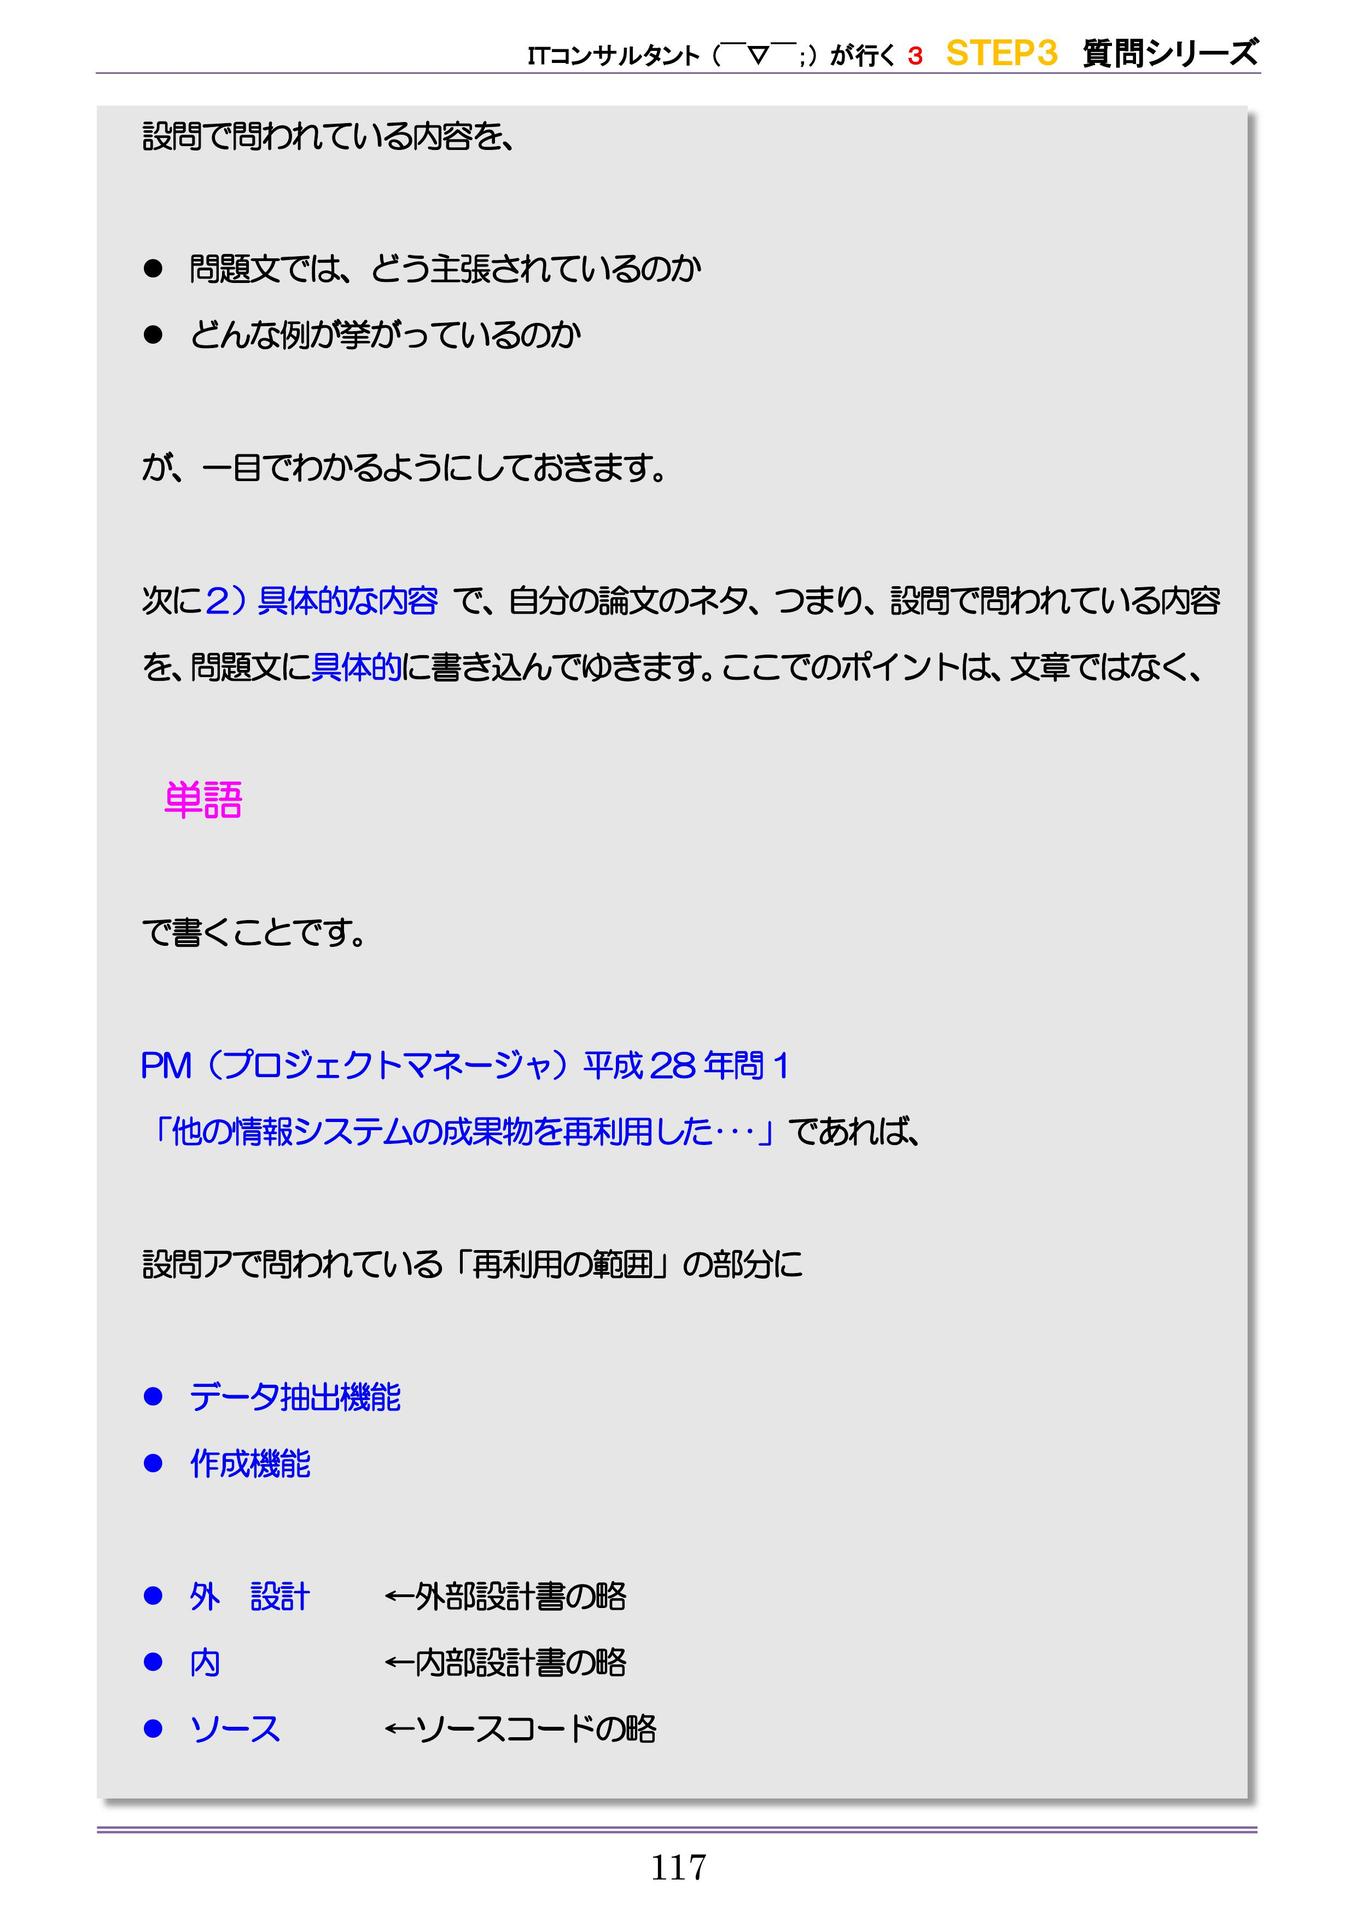 ITコンサルタント（￣▽￣;）が行く 3 STEP3 質問シリーズ
設問で問われている内容を、
● 問題文では、どう主張されているのか
● どんな例が挙がっているのか
が、一目でわかるようにしておきます。
次に２）具体的な内容 で、自分の論文のネタ、つまり、設問で問われている内容
を、問題文に具体的に書き込んでゆきます。ここでのポイントは、文章ではなく、
単語
で書くことです。
PM（プロジェクトマネージャ）平成 28 年問 1
「他の情報システムの成果物を再利用した･･･」であれば、
設問アで問われている「再利用の範囲」の部分に
● データ抽出機能
● 作成機能
● 外　設計　　←外部設計書の略
● 内　　　　　←内部設計書の略
● ソース　　　←ソースコードの略
117